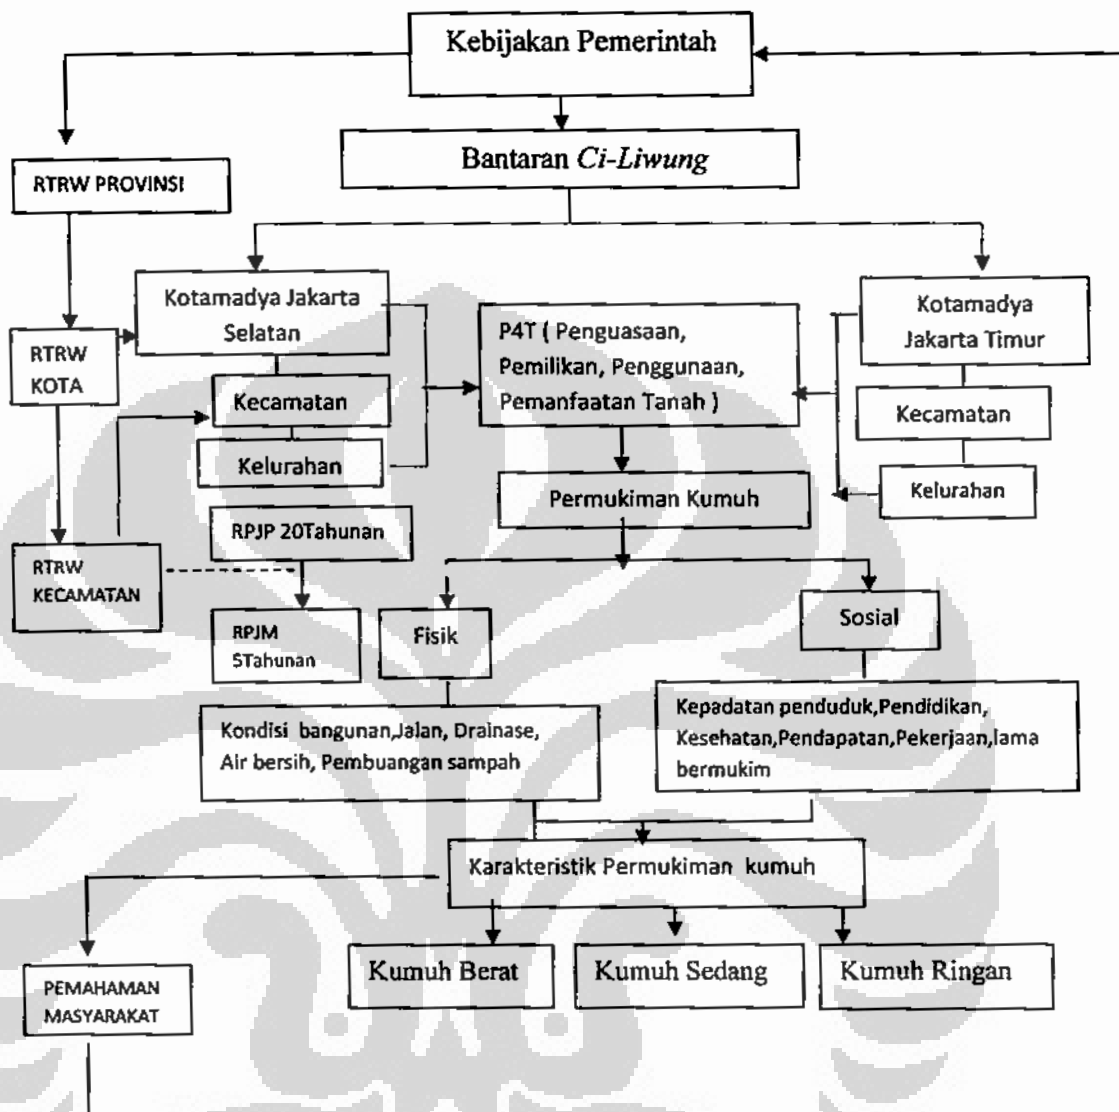 Kebijakan Pemerintah
Bantaran Ci-Liwung
RTRW PROVINSI
Kotamadya Jakarta
Selatan
P4T ( Penguasaan,
Pemilikan, Penggunaan,
Pemanfaatan Tanah )
Kotamadya
Jakarta Timur
RTRW
KOTA
Kecamatan
Kecamatan
Kelurahan
Permukiman Kumuh
Kelurahan
RPJP 20Tahunan
RTRW
KECAMATAN
RPJM
5Tahunan
Fisik
Sosial
Kondisi bangunan,Jalan, Drainase,
Air bersih, Pembuangan sampah
Kepadatan penduduk,Pendidikan,
Kesehatan,Pendapatan,Pekerjaan,lama
bermukim
Karakteristik Permukiman kumuh
Kumuh Berat
Kumuh Sedang
Kumuh Ringan
PEMAHAMAN
MASYARAKAT